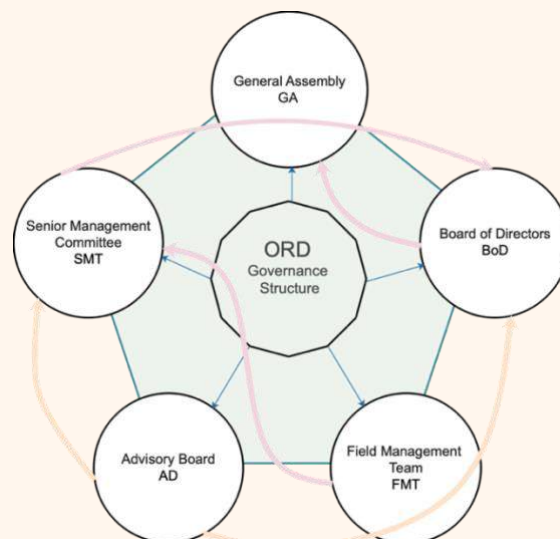 General Assembly
GA
Senior Management
Committee
SMT
ORD
Governance
Structure
Board of Directors
BoD
Advisory Board
AD
Field Management
Team
FMT